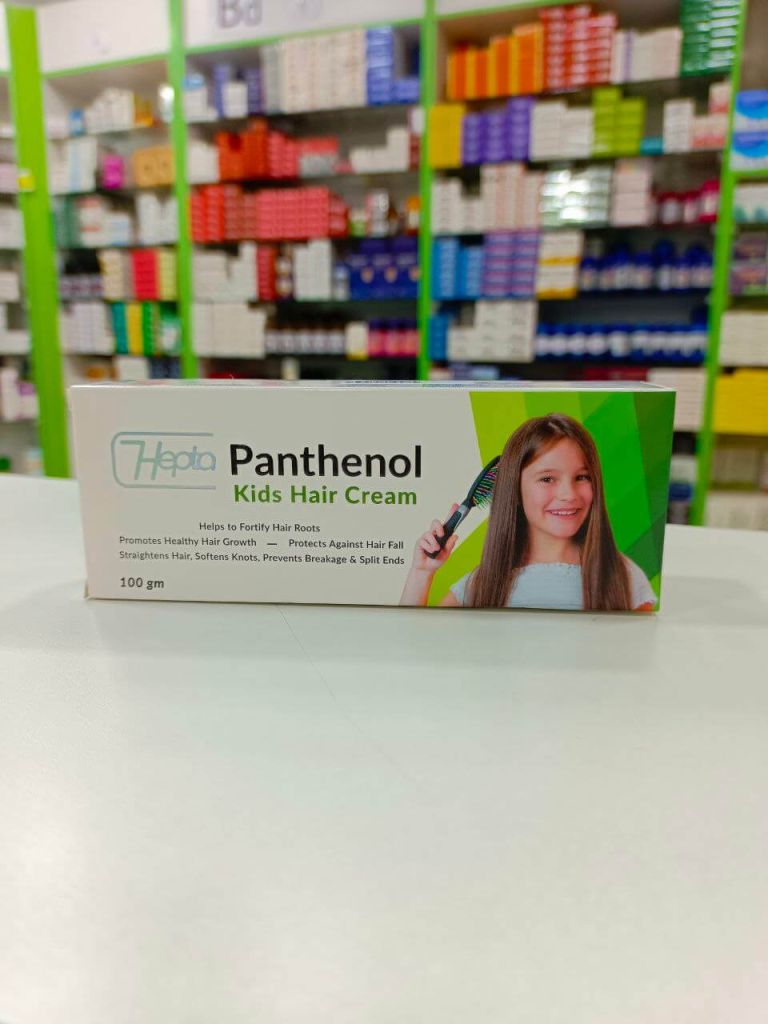 7Hepta
Panthenol
Kids Hair Cream
Helps to Fortify Hair Roots
Promotes Healthy Hair Growth — Protects Against Hair Fall
Straightens Hair, Softens Knots, Prevents Breakage & Split Ends
100 gm